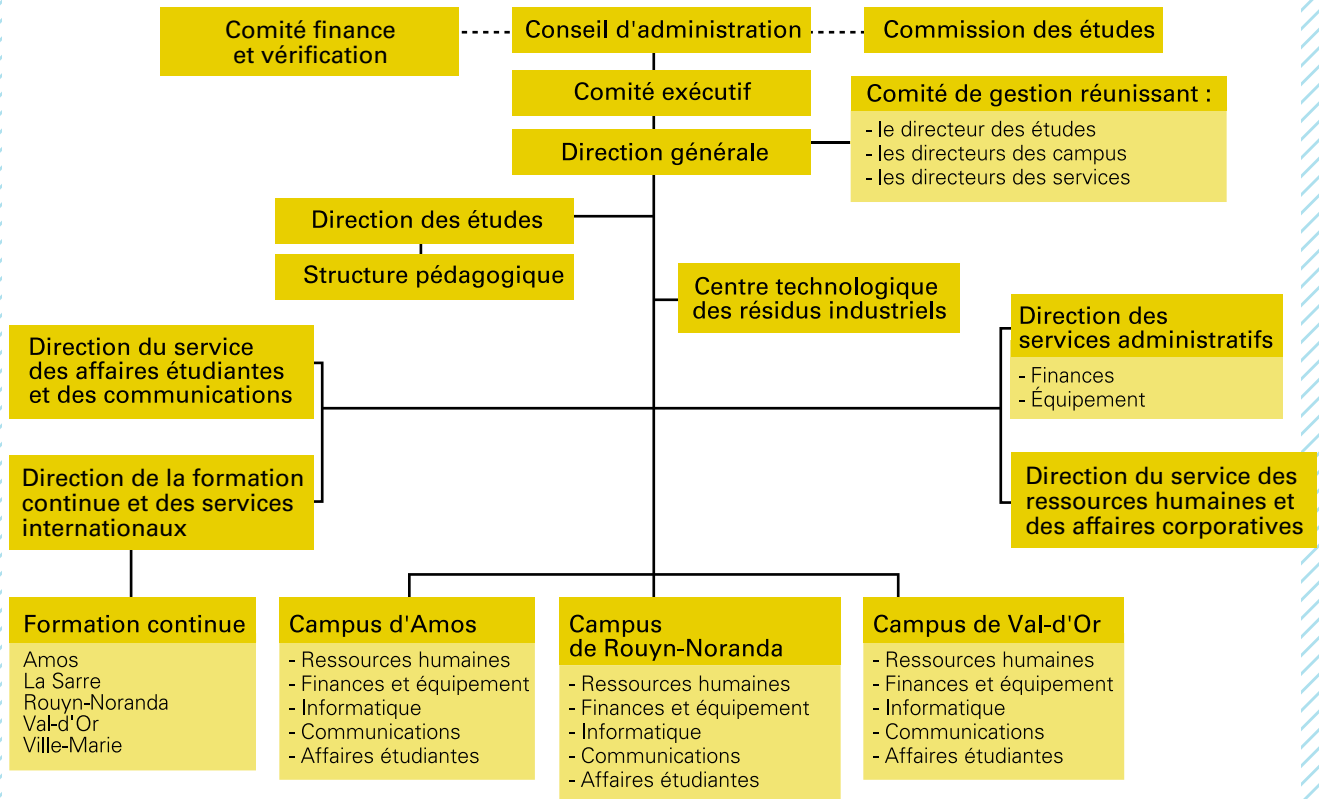 Comité finance
et vérification
Conseil d'administration
Commission des études
Comité exécutif
Comité de gestion réunissant :
- le directeur des études
- les directeurs des campus
- les directeurs des services
Direction générale
Direction des études
Structure pédagogique
Centre technologique
des résidus industriels
Direction du service
des affaires étudiantes
et des communications
Direction des
services administratifs
- Finances
- Équipement
Direction de la formation
continue et des services
internationaux
Direction du service des
ressources humaines et
des affaires corporatives
Formation continue
Amos
La Sarre
Rouyn-Noranda
Val-d'Or
Ville-Marie
Campus d'Amos
- Ressources humaines
- Finances et équipement
- Informatique
- Communications
- Affaires étudiantes
Campus
de Rouyn-Noranda
- Ressources humaines
- Finances et équipement
- Informatique
- Communications
- Affaires étudiantes
Campus de Val-d'Or
- Ressources humaines
- Finances et équipement
- Informatique
- Communications
- Affaires étudiantes